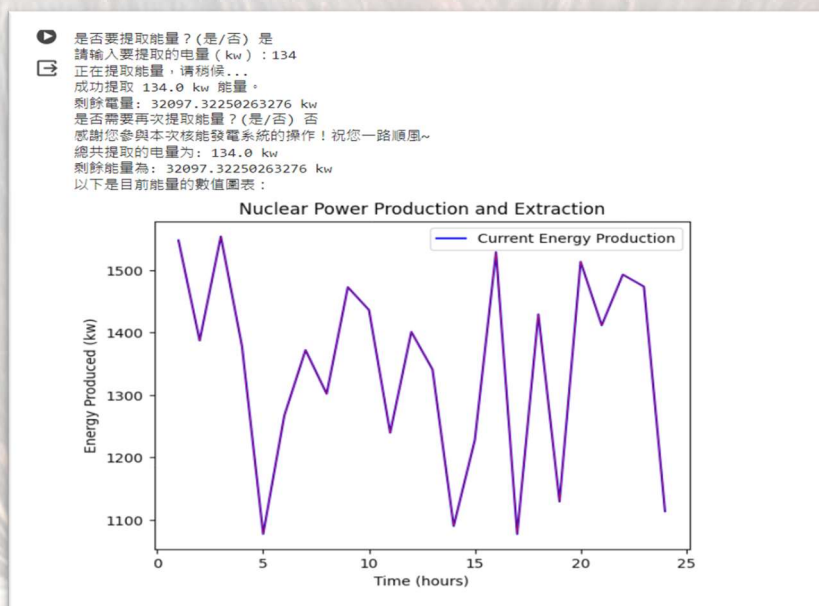 是否要提取能量？(是/否) 是
請輸入要提取的电量（kw）：134
正在提取能量，请稍候...
成功提取 134.0 kw 能量。
剩餘電量: 32097.32250263276 kw
是否需要再次提取能量？(是/否) 否
感謝您參與本次核能發電系統的操作！祝您一路順風~
總共提取的电量为: 134.0 kw
剩餘能量為: 32097.32250263276 kw
以下是目前能量的數值圖表：
Nuclear Power Production and Extraction
Current Energy Production
1500
1400
1300
1200
1100
Energy Produced (kw)
0 5 10 15 20 25
Time (hours)